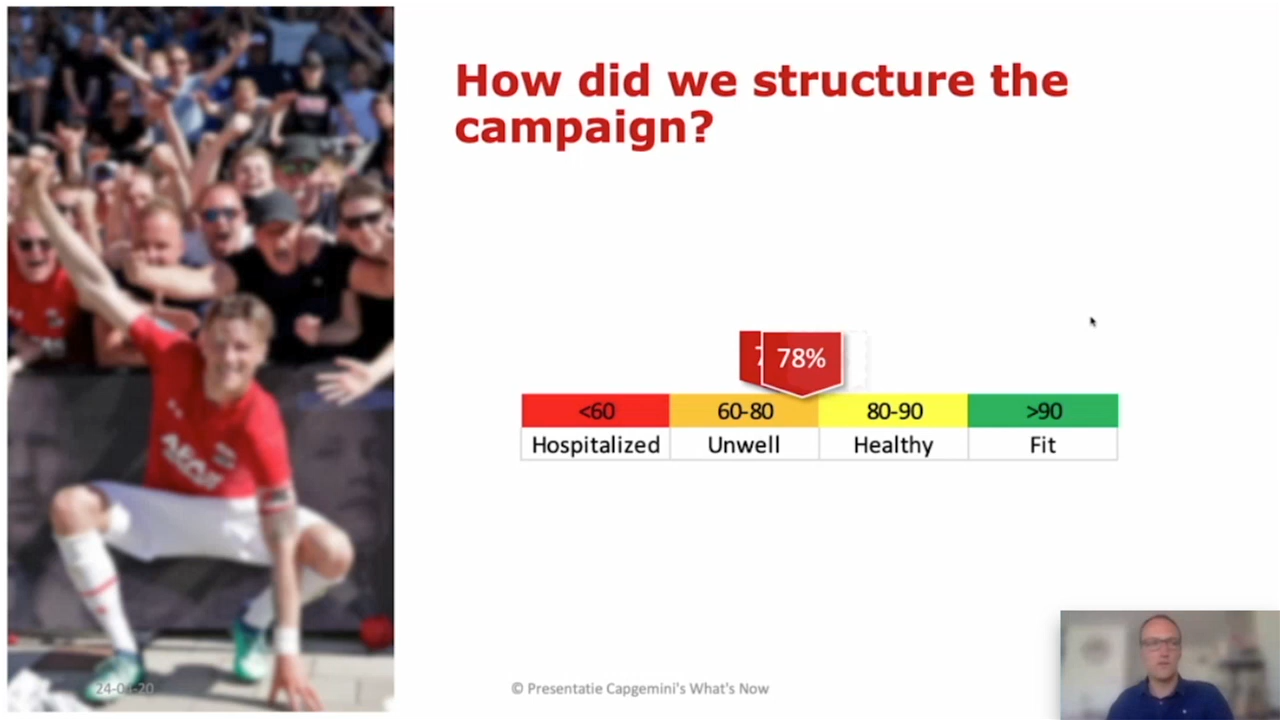 How did we structure the
campaign?
78%
<60 60-80 80-90 >90
Hospitalized Unwell Healthy Fit
© Presentatie Capgemini's What's Now